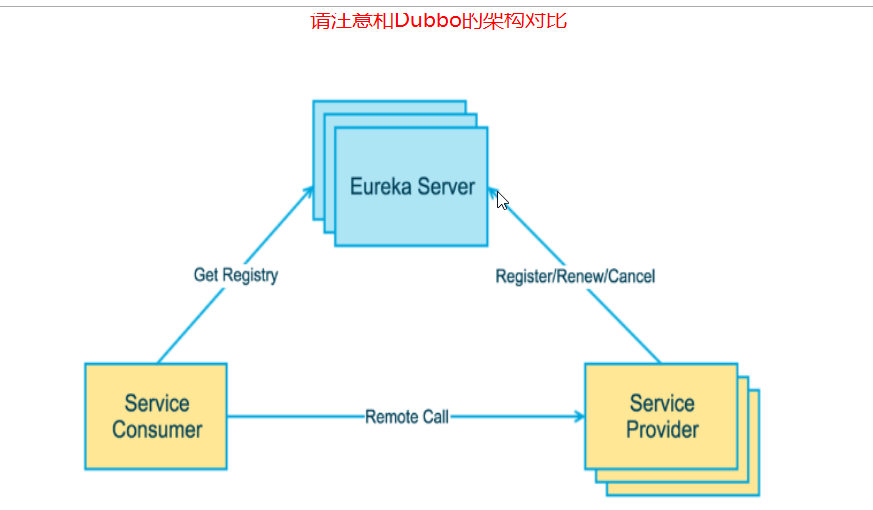 请注意和Dubbo的架构对比
Eureka Server
Get Registry
Register/Renew/Cancel
Service
Consumer
Remote Call
Service
Provider